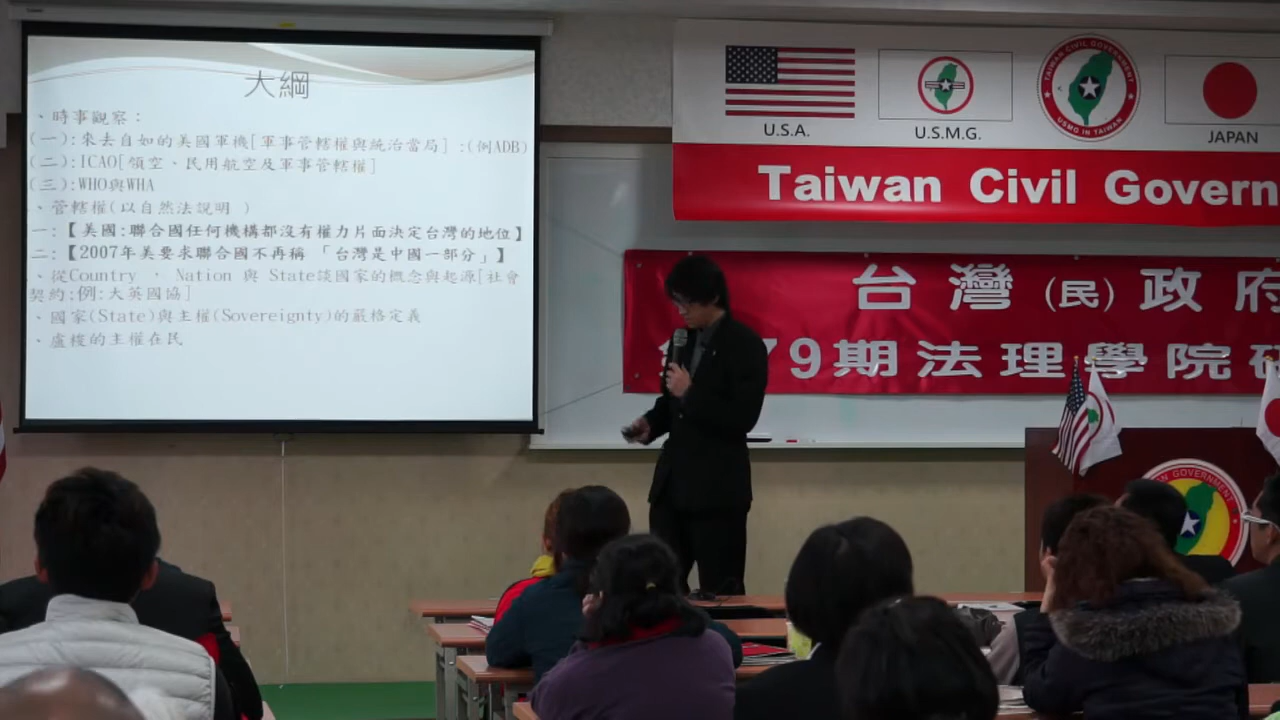 大綱
、時事觀察：
(一):來去自如的美國軍機[軍事管轄權與統治當局] :(例ADB)
(二):ICAO[領空、民用航空及軍事管轄權]
(三):WHO與WHA
、管轄權(以自然法說明 )
一:【美國:聯合國任何機構都沒有權力片面決定台灣的地位】
二:【2007年美要求聯合國不再稱 「台灣是中國一部分」】
、從Country , Nation 與 State談國家的概念與起源[社會
契約;例:大英國協]
、國家(State)與主權(Sovereignty)的嚴格定義
、盧梭的主權在民
U.S.A.
U.S.M.G.
TAIWAN CIVIL GOVERNMENT
USMG IN TAIWAN
JAPAN
Taiwan Civil Govern
台灣(民)政府
79期法理學院研
AN GOVERNMENT